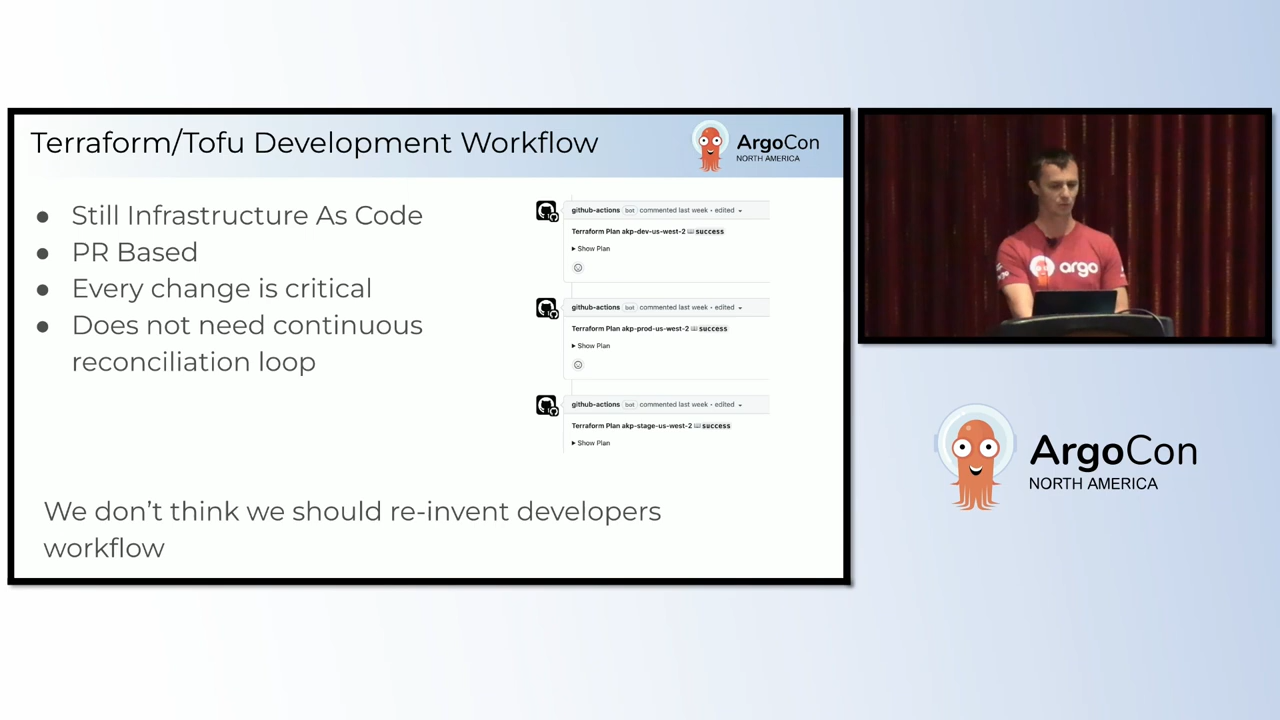 Terraform/Tofu Development Workflow
ArgoCon
NORTH AMERICA
● Still Infrastructure As Code
● PR Based
● Every change is critical
● Does not need continuous
reconciliation loop
github-actions bot commented last week • edited
Terraform Plan akp-dev-us-west-2 success
Show Plan
github-actions bot commented last week • edited
Terraform Plan akp-prod-us-west-2 success
Show Plan
github-actions bot commented last week • edited
Terraform Plan akp-stage-us-west-2 success
Show Plan
We don't think we should re-invent developers
workflow
argo
ArgoCon
NORTH AMERICA